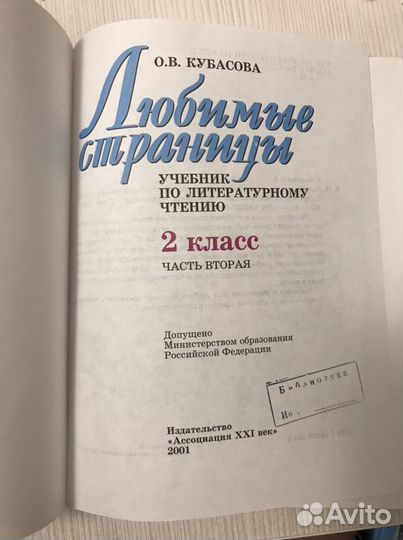 О.В. КУБАСОВА
Любимые
страницы
УЧЕБНИК
ПО ЛИТЕРАТУРНОМУ
ЧТЕНИЮ
2 класс
ЧАСТЬ ВТОРАЯ
Допущено
Министерством образования
Российской Федерации
Библиотека
Ин.
Издательство
«Ассоциация XXI век»
2001
Avito